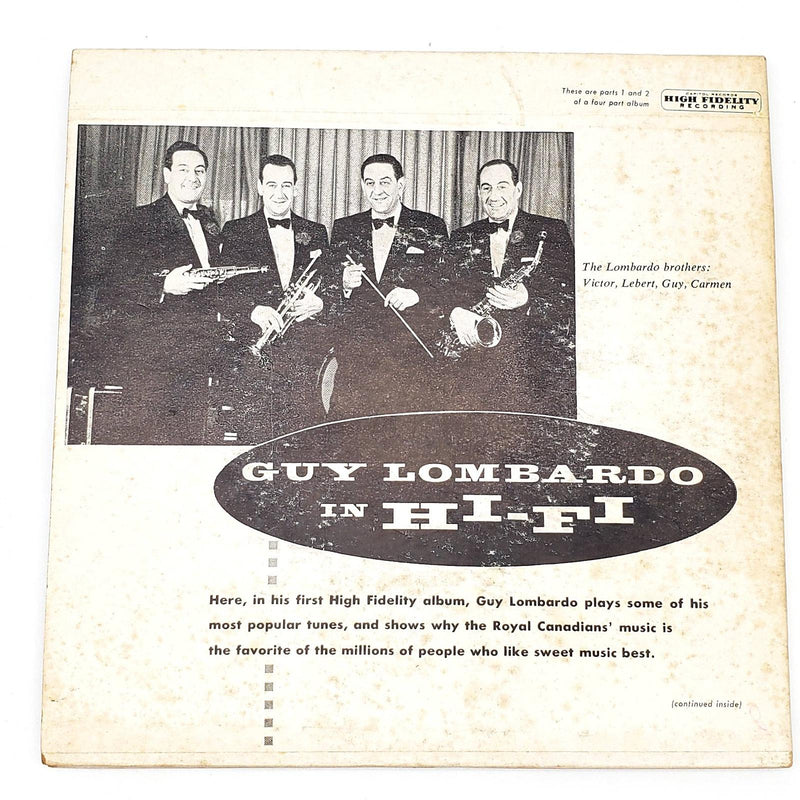 These are parts 1 and 2
of a four part album
CAPITOL RECORDS
HIGH FIDELITY
RECORDING
The Lombardo brothers:
Victor, Lebert, Guy, Carmen
GUY LOMBARDO
IN HI-FI
Here, in his first High Fidelity album, Guy Lombardo plays some of his
most popular tunes, and shows why the Royal Canadians' music is
the favorite of the millions of people who like sweet music best.
(continued inside)